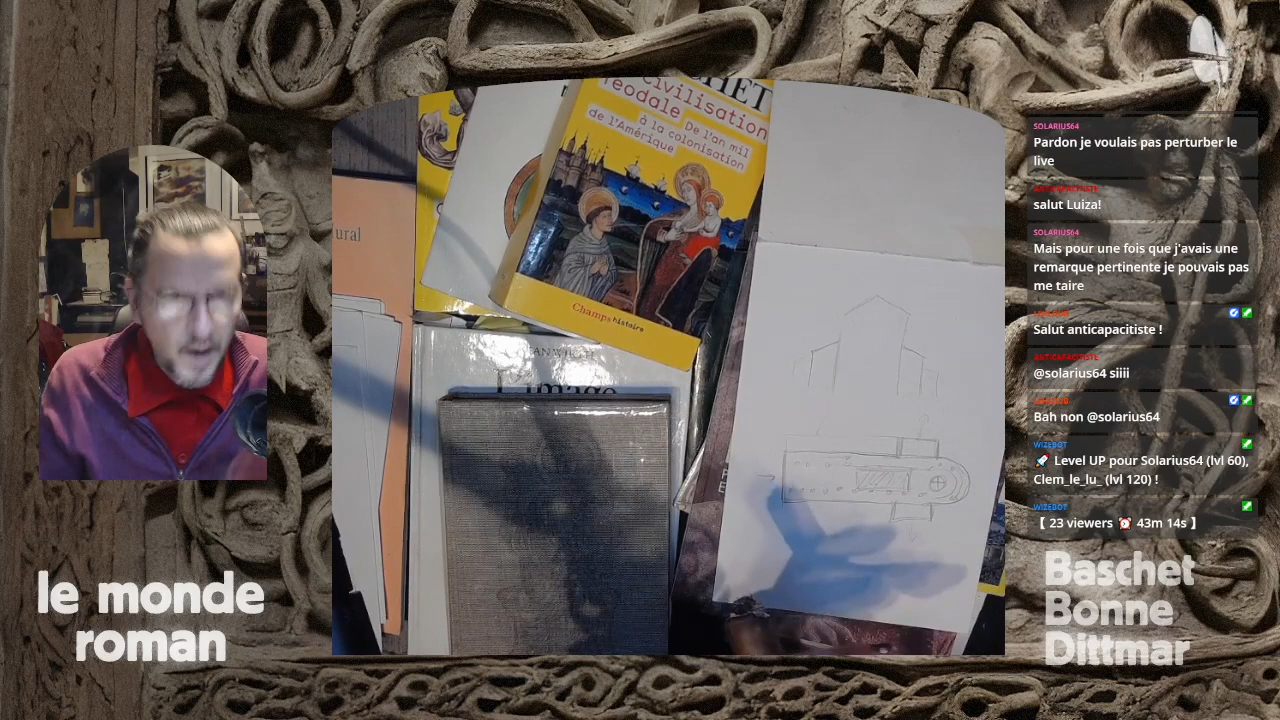 CHET
Civilisation
féodale De l'an mil
à la colonisation
de l'Amérique
Champs histoire
ural
L'image
SOLARIUS64
Pardon je voulais pas perturber le
live
ANTICAPACITISTE
salut Luiza!
SOLARIUS64
Mais pour une fois que j'avais une
remarque pertinente je pouvais pas
me taire
Salut anticapacitiste !
ANTICAPACITISTE
@solarius64 siiii
Bah non @solarius64
WIZEBOT
🚀 Level UP pour Solarius64 (lvl 60),
Clem_le_lu_ (lvl 120) !
WIZEBOT
【 23 viewers ⏰ 43m 14s 】
le monde
roman
Baschet
Bonne
Dittmar